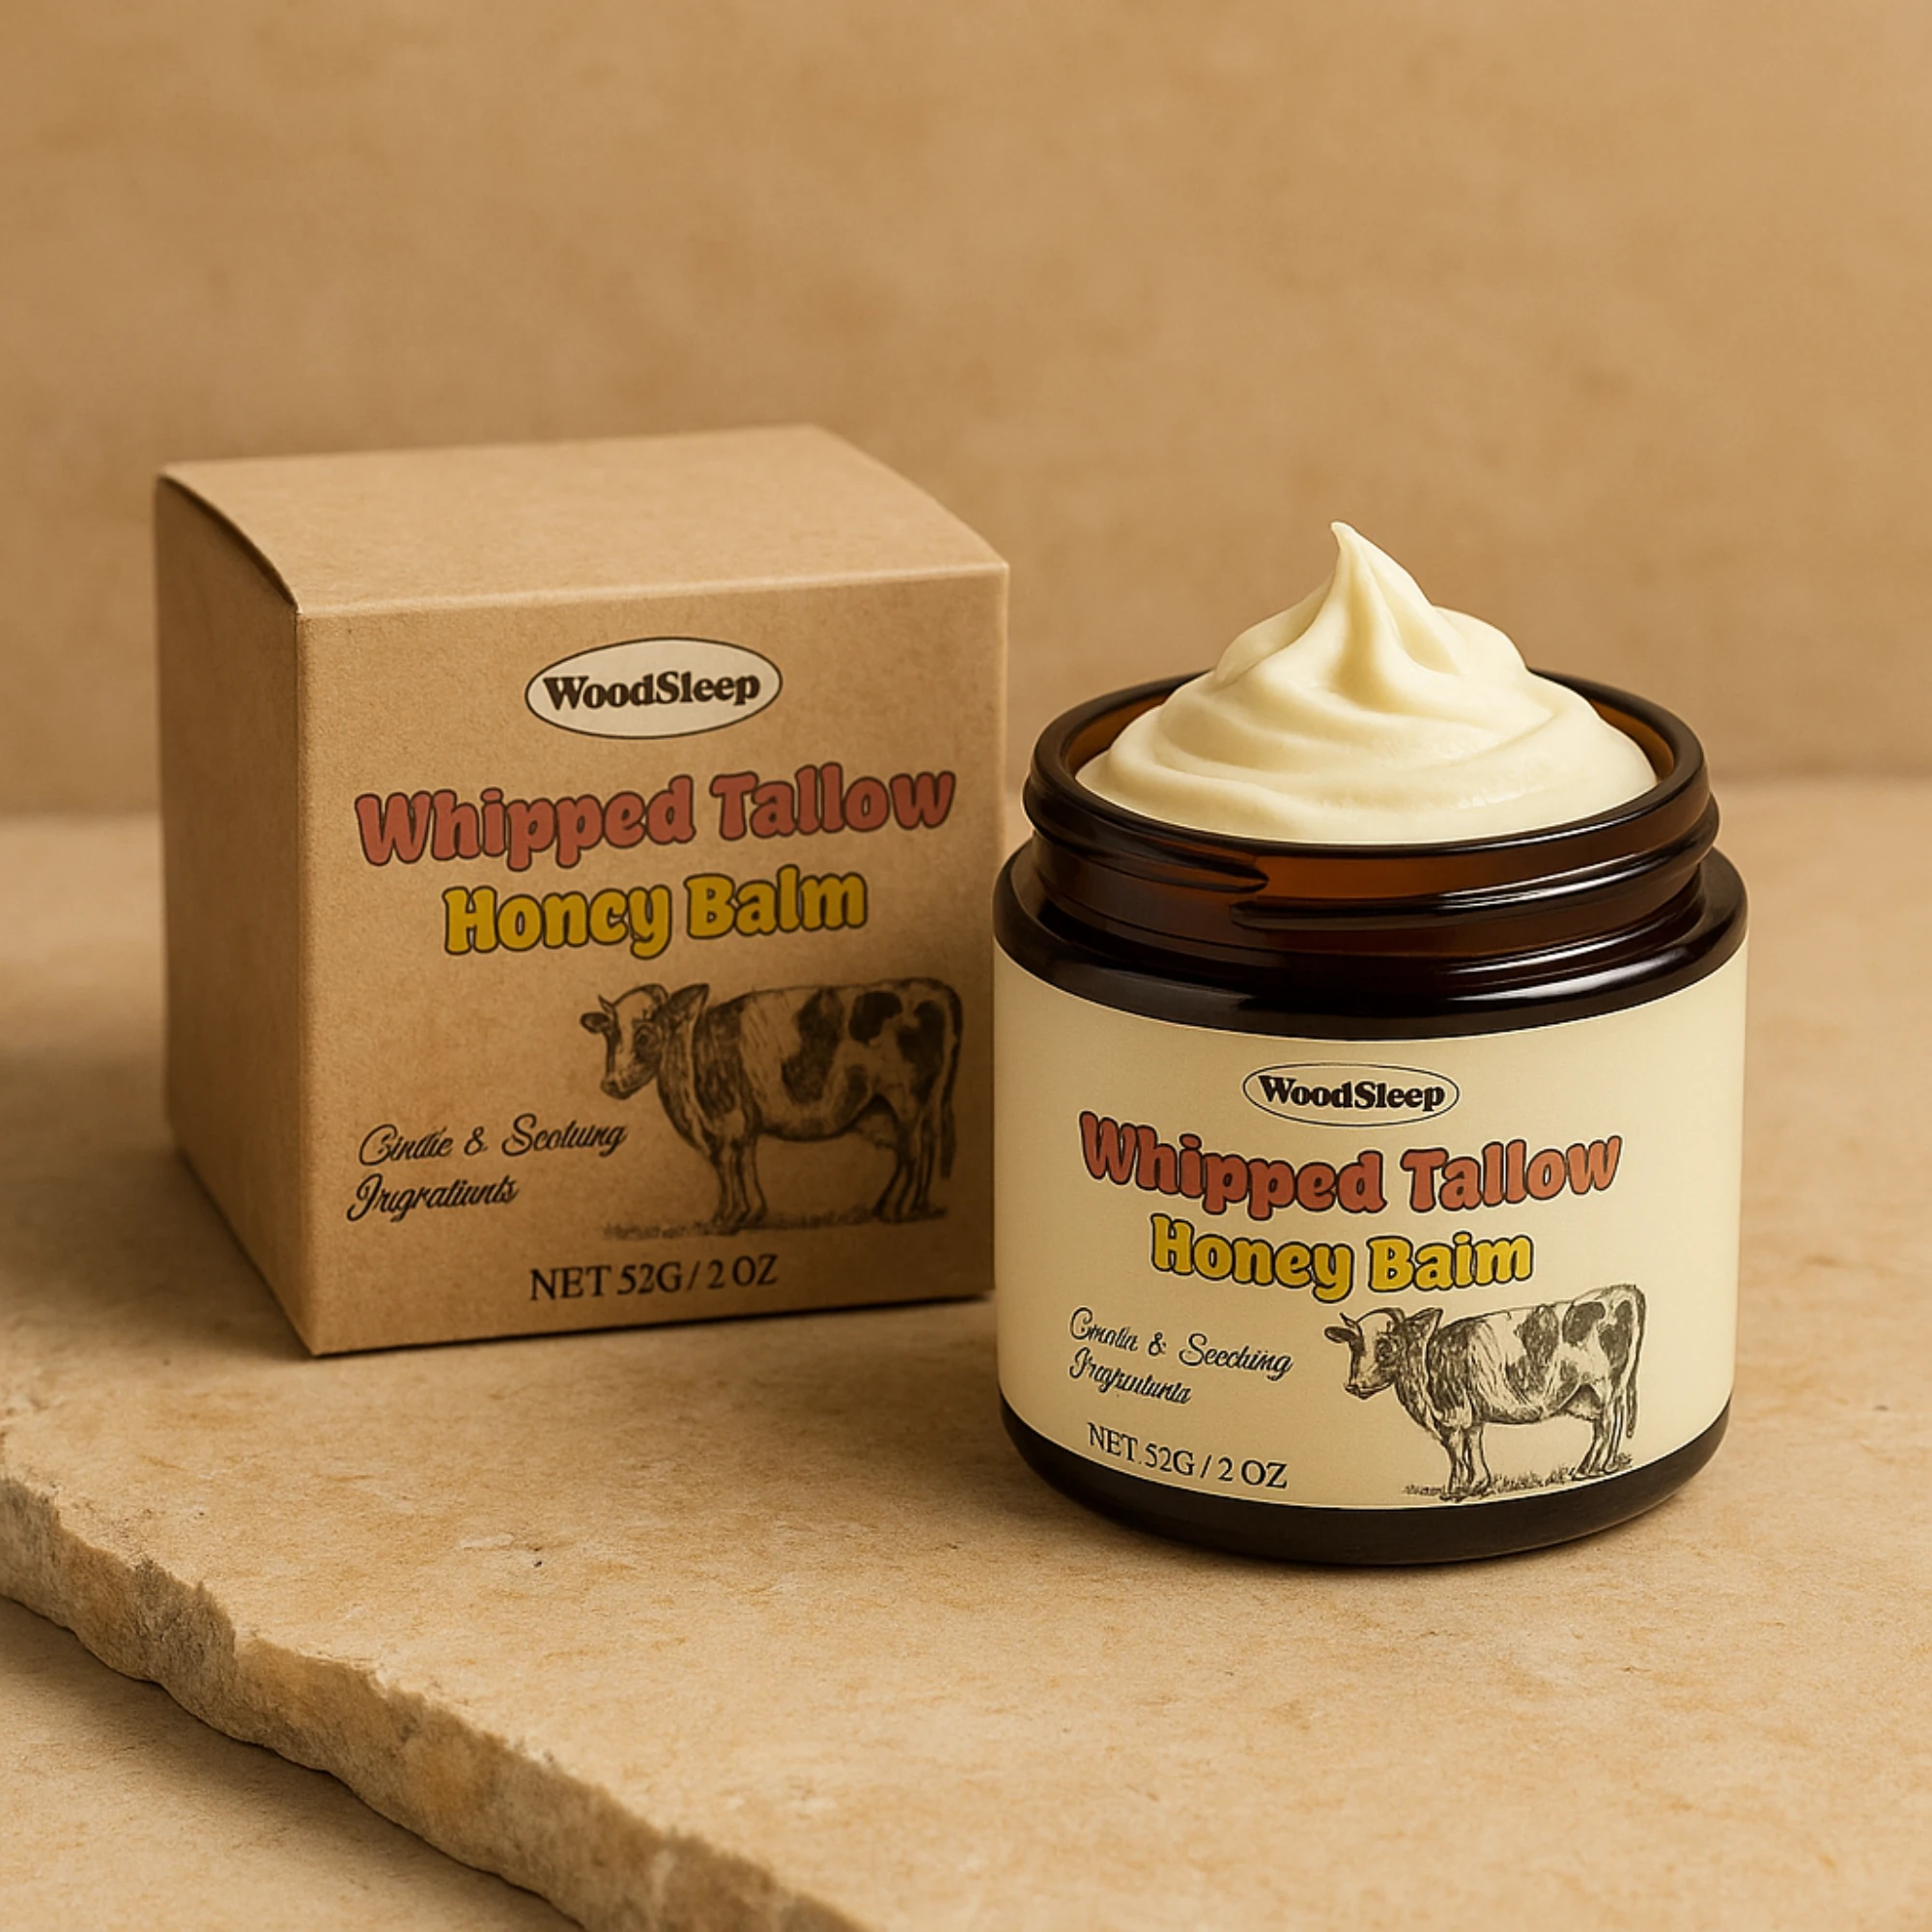 WoodSleep
Whipped Tallow
Honey Balm
&
NET 52G / 2 OZ
WoodSleep
Whipped Tallow
Honey Baim
&
NET. 52G / 2 OZ